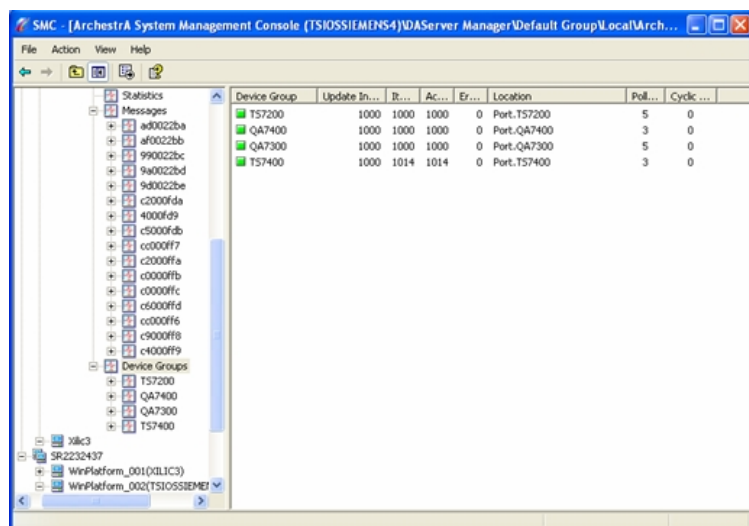 SMC - [ArchestrA System Management Console (TSIOSSIEMENS4)\DAServer Manager\Default Group\Local\Arch...
File Action View Help
Statistics
Messages
ad0022ba
af0022bb
990022bc
9a0022bd
9d0022be
c2000fda
4000fd9
c5000fdb
cc000ff7
c2000ffa
c0000ffb
c0000ffc
c6000ffd
cc000ff6
c9000ff8
c4000ff9
Device Groups
TS7200
QA7400
QA7300
TS7400
Xilic3
SR2232437
WinPlatform_001(XILIC3)
WinPlatform_002(TSIOSSIEME
Device Group Update In... It... Ac... Er... Location Poll... Cyclic ...
TS7200 1000 1000 1000 0 Port.TS7200 5 0
QA7400 1000 1000 1000 0 Port.QA7400 3 0
QA7300 1000 1000 1000 0 Port.QA7300 5 0
TS7400 1000 1014 1014 0 Port.TS7400 3 0